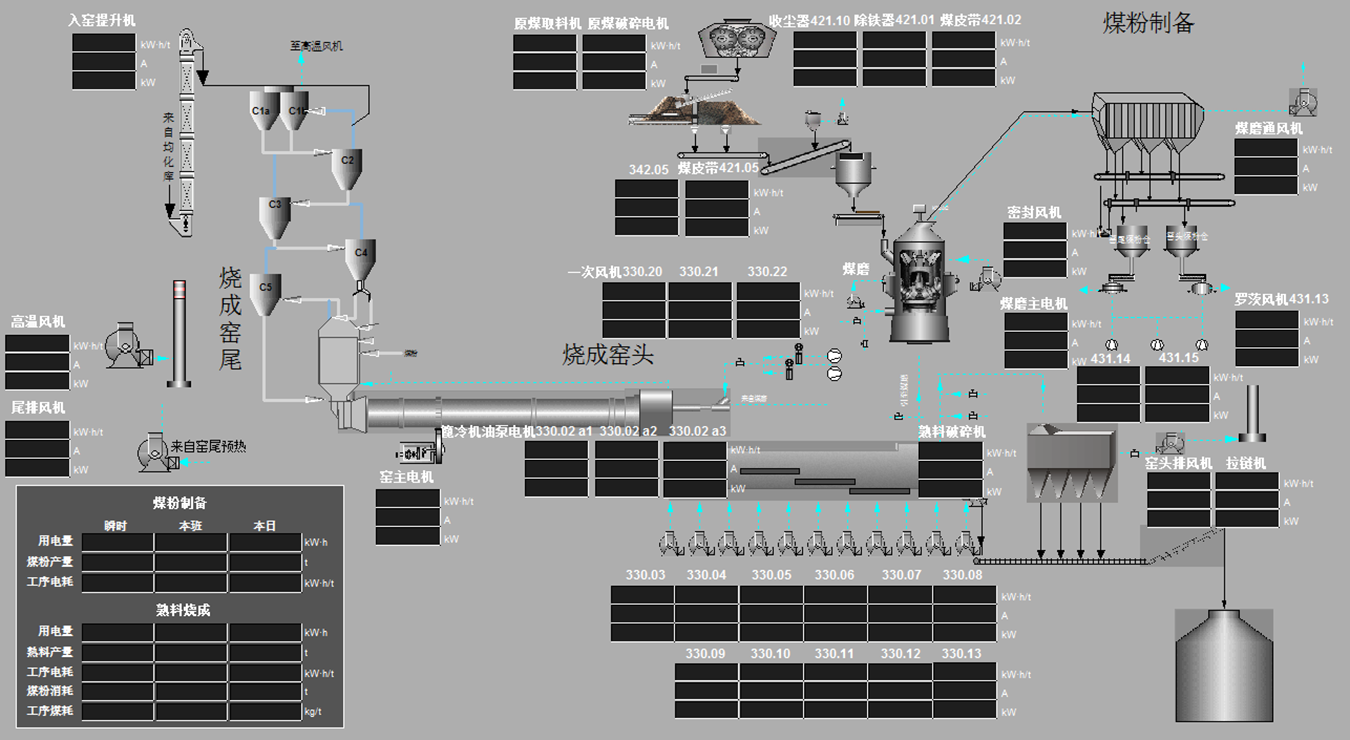 入窑提升机
kW·h/t
A
kW
至高温风机
来自均化库
C1a
C1b
C2
C3
C4
C5
烧成窑尾
高温风机
kW·h/t
A
kW
尾排风机
kW·h/t
A
kW
来自窑尾预热
原煤取料机 原煤破碎电机
kW·h/t
A
kW
收尘器421.10 除铁器421.01 煤皮带421.02
kW·h/t
A
kW
煤粉制备
342.05 煤皮带421.05
kW·h/t
A
kW
煤磨通风机
kW·h/t
A
kW
密封风机
kW·h/t
A
kW
窑尾煤粉仓
窑头煤粉仓
煤磨
一次风机330.20 330.21 330.22
kW·h/t
A
kW
煤磨主电机
kW·h/t
A
kW
罗茨风机431.13
kW·h/t
A
kW
431.14 431.15
kW·h/t
A
kW
烧成窑头
来自煤磨
篦冷机油泵电机330.02 a1 330.02 a2 330.02 a3
kW·h/t
A
kW
熟料破碎机
kW·h/t
A
kW
窑主电机
kW·h/t
A
kW
窑头排风机 拉链机
kW·h/t
A
kW
330.03 330.04 330.05 330.06 330.07 330.08
kW·h/t
A
kW
330.09 330.10 330.11 330.12 330.13
kW·h/t
A
kW
煤粉制备
瞬时 本班 本日
用电量 kW·h
煤粉产量 t
工序电耗 kW·h/t
熟料烧成
用电量 kW·h
熟料产量 t
工序电耗 kW·h/t
煤粉消耗 t
工序煤耗 kg/t